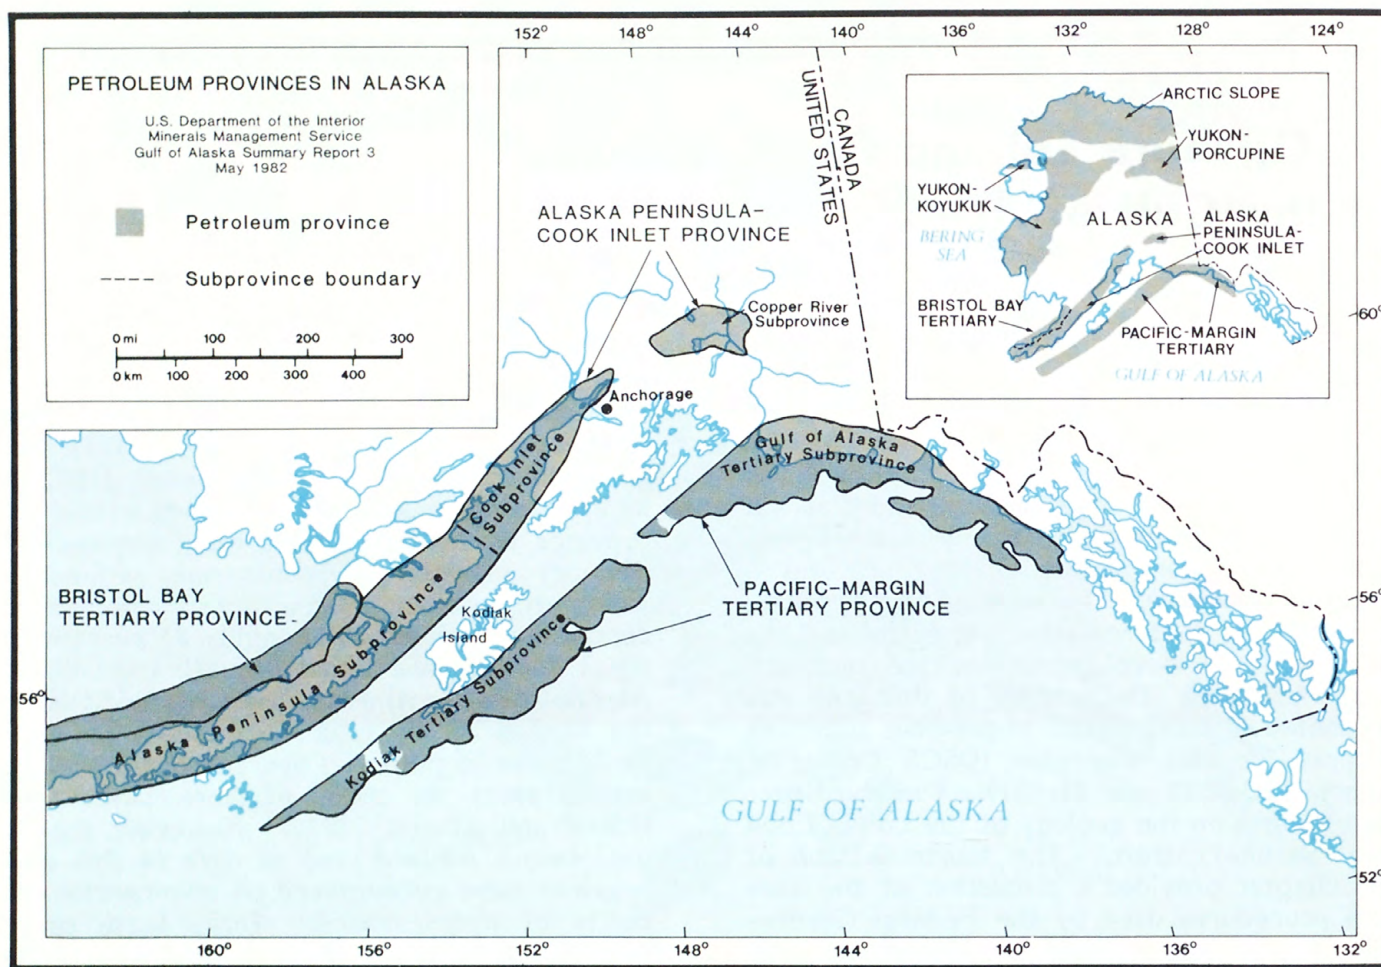 152°
148°
144°
140°
136°
132°
128°
124°
PETROLEUM PROVINCES IN ALASKA
U.S. Department of the Interior
Minerals Management Service
Gulf of Alaska Summary Report 3
May 1982
Petroleum province
Subprovince boundary
0 mi 100 200 300
0 km 100 200 300 400
CANADA
UNITED STATES
ARCTIC SLOPE
YUKON-
PORCUPINE
YUKON-
KOYUKUK
ALASKA
BERING
SEA
ALASKA
PENINSULA-
COOK INLET
BRISTOL BAY
TERTIARY
PACIFIC-MARGIN
TERTIARY
GULF OF ALASKA
ALASKA PENINSULA-
COOK INLET PROVINCE
Copper River
Subprovince
60°
Anchorage
Gulf of Alaska
Tertiary Subprovince
Cook Inlet
Subprovince
BRISTOL BAY
TERTIARY PROVINCE
PACIFIC-MARGIN
TERTIARY PROVINCE
56°
Kodiak
Island
Alaska Peninsula Subprovince
Kodiak Tertiary Subprovince
56°
GULF OF ALASKA
52°
160°
156°
152°
148°
144°
140°
136°
132°